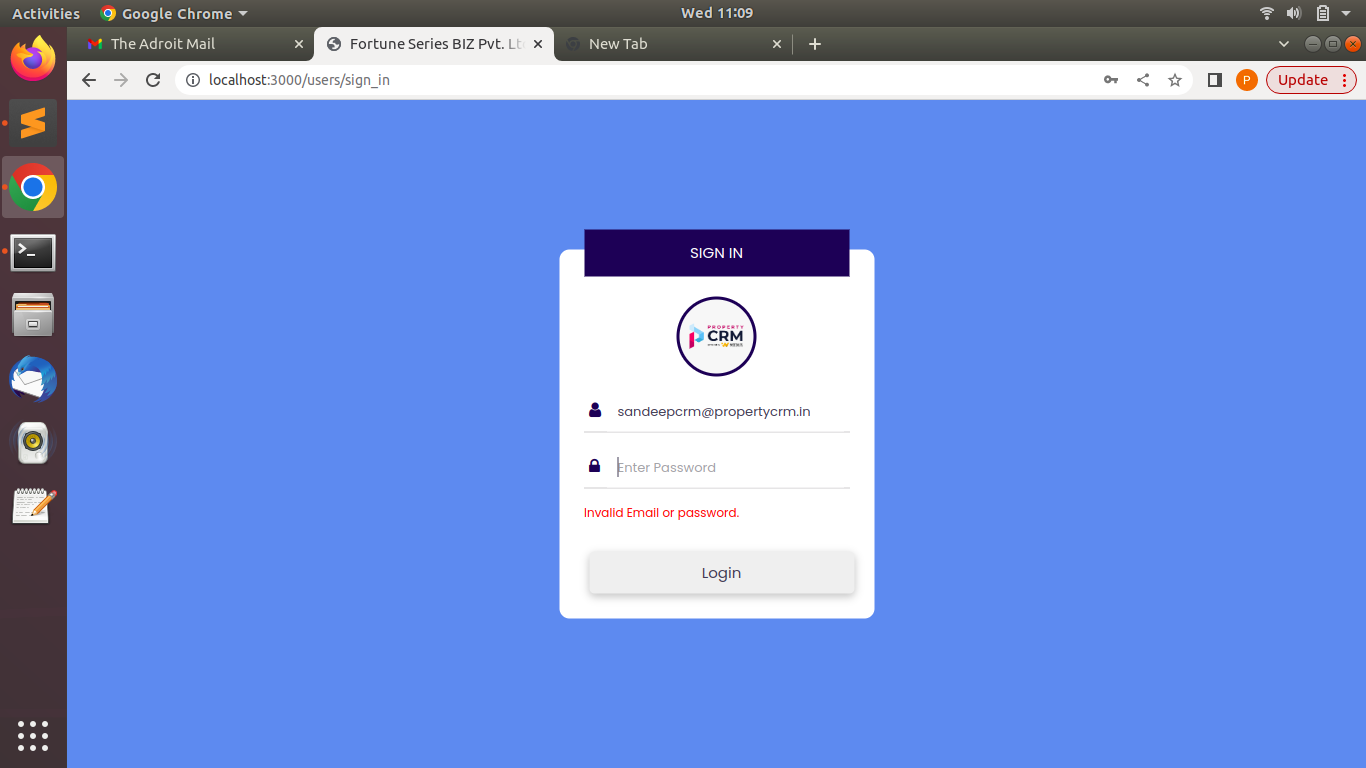 Activities Google Chrome Wed 11:09
The Adroit Mail Fortune Series BIZ Pvt. Lt New Tab
localhost:3000/users/sign_in P Update
SIGN IN
PROPERTY
CRM
sandeepcrm@propertycrm.in
Enter Password
Invalid Email or password.
Login